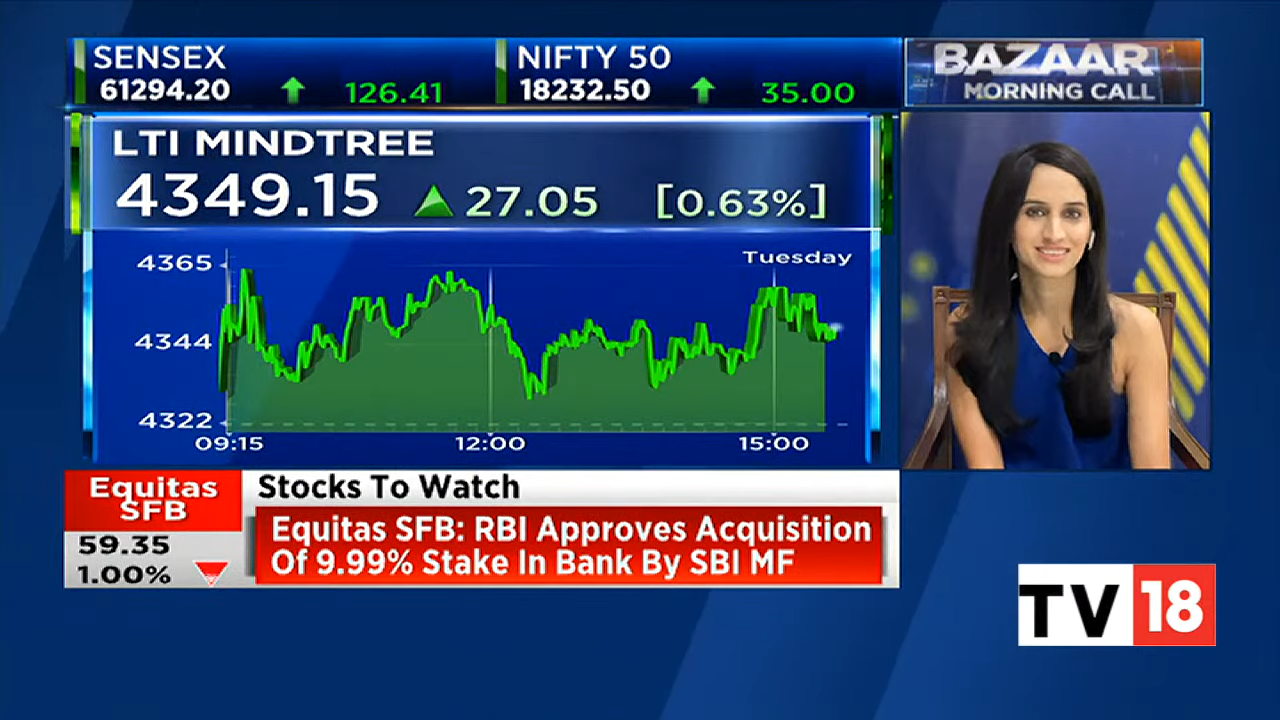 SENSEX
61294.20 126.41
NIFTY 50
18232.50 35.00
BAZAAR
MORNING CALL
LTI MINDTREE
4349.15 27.05 [0.63%]
Tuesday
4365
4344
4322
09:15 12:00 15:00
Equitas
SFB
59.35
1.00%
Stocks To Watch
Equitas SFB: RBI Approves Acquisition
Of 9.99% Stake In Bank By SBI MF
TV 18